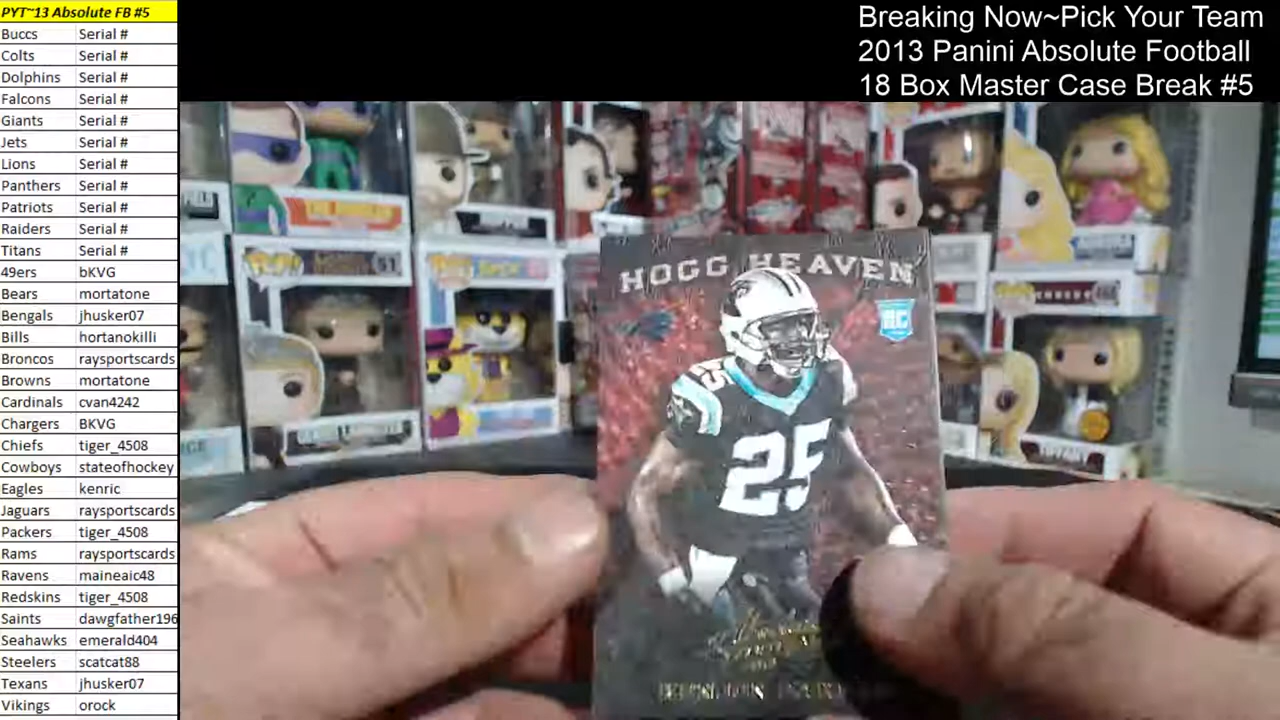 PYT~13 Absolute FB #5
Buccs Serial #
Colts Serial #
Dolphins Serial #
Falcons Serial #
Giants Serial #
Jets Serial #
Lions Serial #
Panthers Serial #
Patriots Serial #
Raiders Serial #
Titans Serial #
49ers bKVG
Bears mortatone
Bengals jhusker07
Bills hortanokilli
Broncos raysportscards
Browns mortatone
Cardinals cvan4242
Chargers BKVG
Chiefs tiger_4508
Cowboys stateofhockey
Eagles kenric
Jaguars raysportscards
Packers tiger_4508
Rams raysportscards
Ravens maineaic48
Redskins tiger_4508
Saints dawgfather196
Seahawks emerald404
Steelers scatcat88
Texans jhusker07
Vikings orock
Breaking Now~Pick Your Team
2013 Panini Absolute Football
18 Box Master Case Break #5
HOGG HEAVEN
RC
25
25